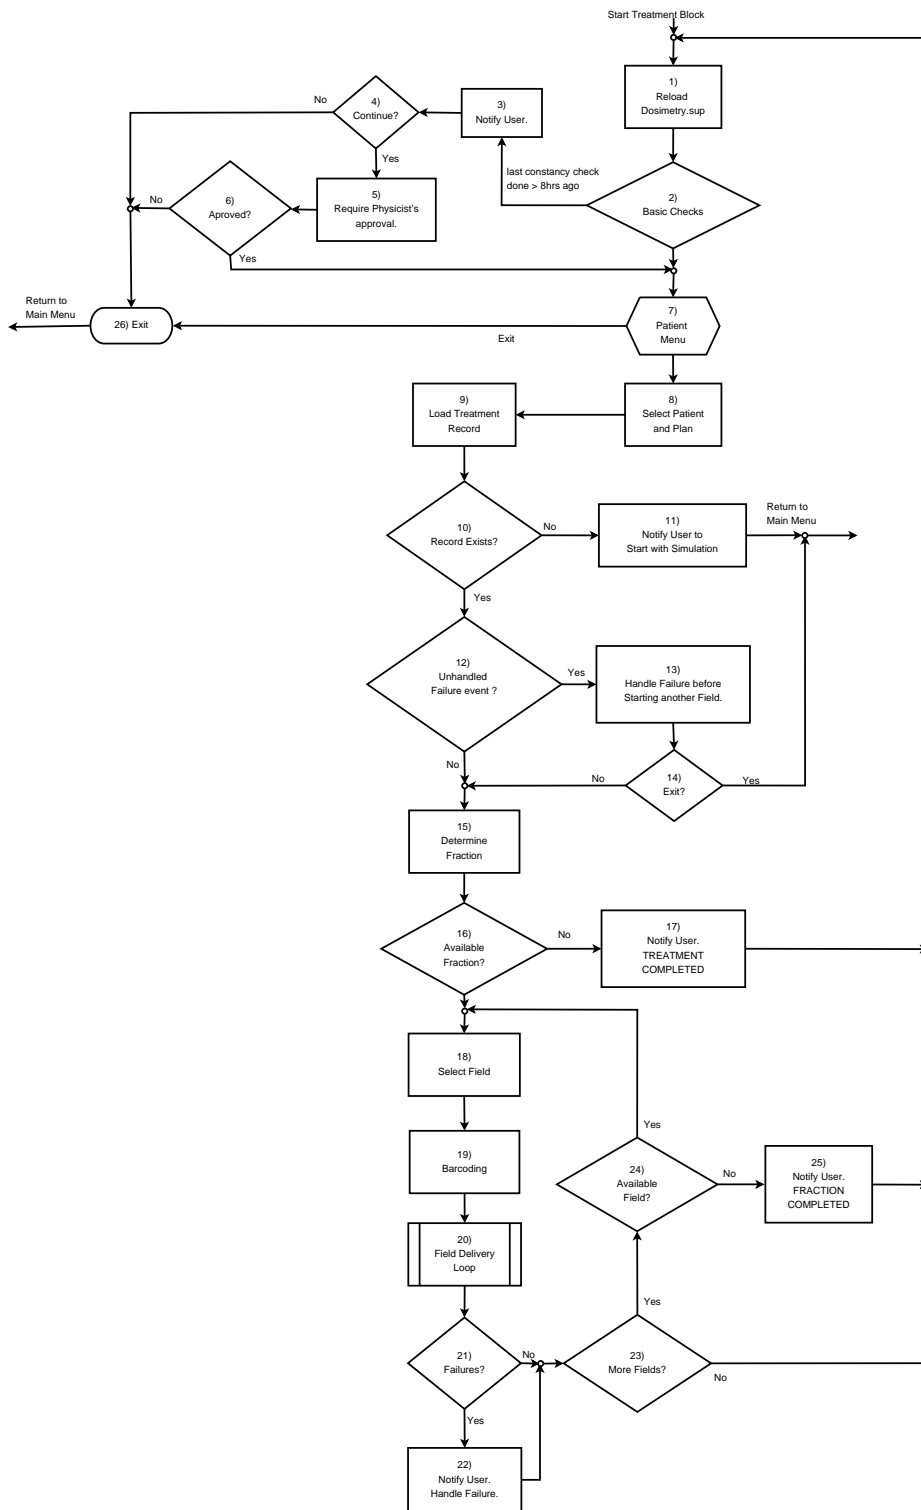 Start Treatment Block
1)
Reload
Dosimetry.sup
2)
Basic Checks
last constancy check
done > 8hrs ago
3)
Notify User.
4)
Continue?
No
Yes
5)
Require Physicist's
approval.
6)
Aproved?
No
Yes
7)
Patient
Menu
Exit
26) Exit
Return to
Main Menu
8)
Select Patient
and Plan
9)
Load Treatment
Record
10)
Record Exists?
No
11)
Notify User to
Start with Simulation
Return to
Main Menu
Yes
12)
Unhandled
Failure event ?
Yes
13)
Handle Failure before
Starting another Field.
No
14)
Exit?
No
Yes
15)
Determine
Fraction
16)
Available
Fraction?
No
17)
Notify User.
TREATMENT
COMPLETED
18)
Select Field
19)
Barcoding
20)
Field Delivery
Loop
21)
Failures?
No
Yes
22)
Notify User.
Handle Failure.
23)
More Fields?
No
Yes
24)
Available
Field?
Yes
No
25)
Notify User.
FRACTION
COMPLETED